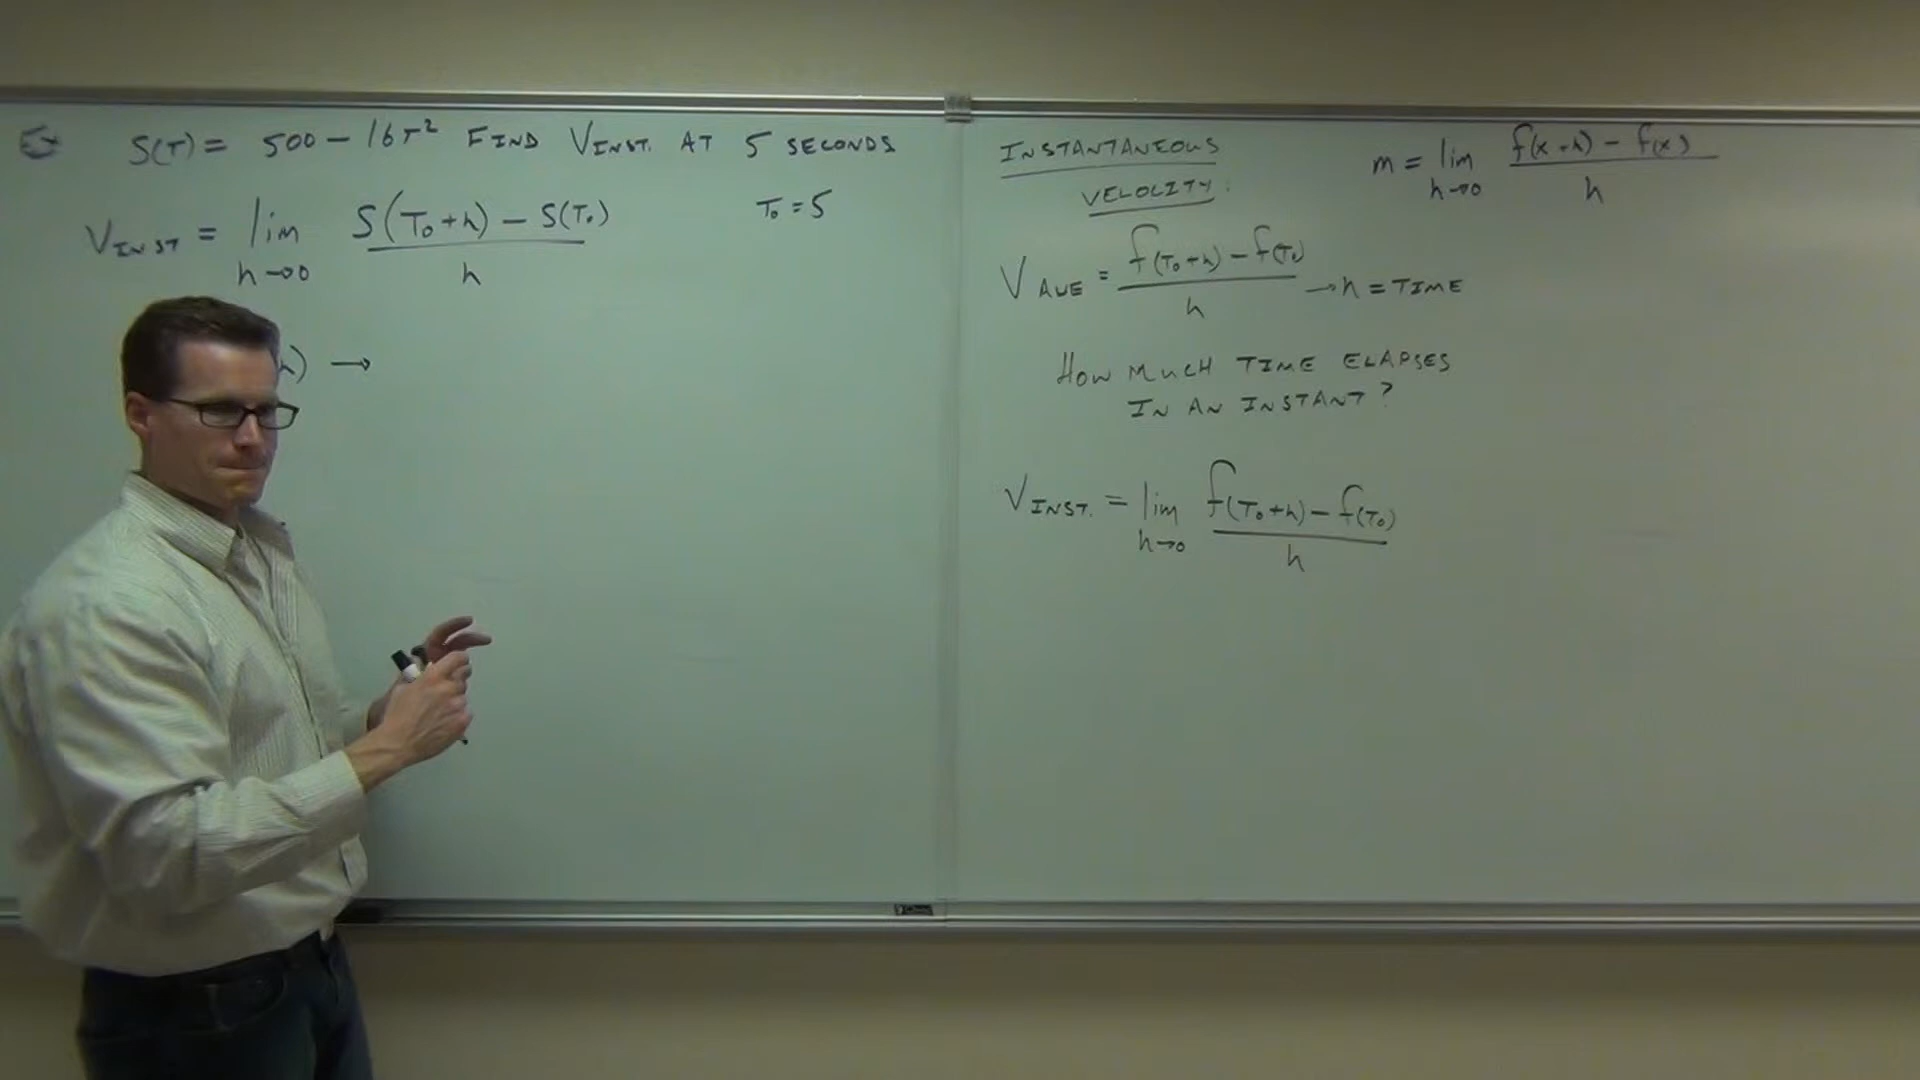 Ex S(T) = 500 - 16T² FIND V_INST. AT 5 SECONDS
V_INST = lim h→0 S(T₀+h) - S(T₀) / h
T₀ = 5
h) →
INSTANTANEOUS
VELOCITY:
m = lim h→0 f(x+h) - f(x) / h
V_AVE = f(T₀+h) - f(T₀) / h → h = TIME
HOW MUCH TIME ELAPSES
IN AN INSTANT?
V_INST. = lim h→0 f(T₀+h) - f(T₀) / h